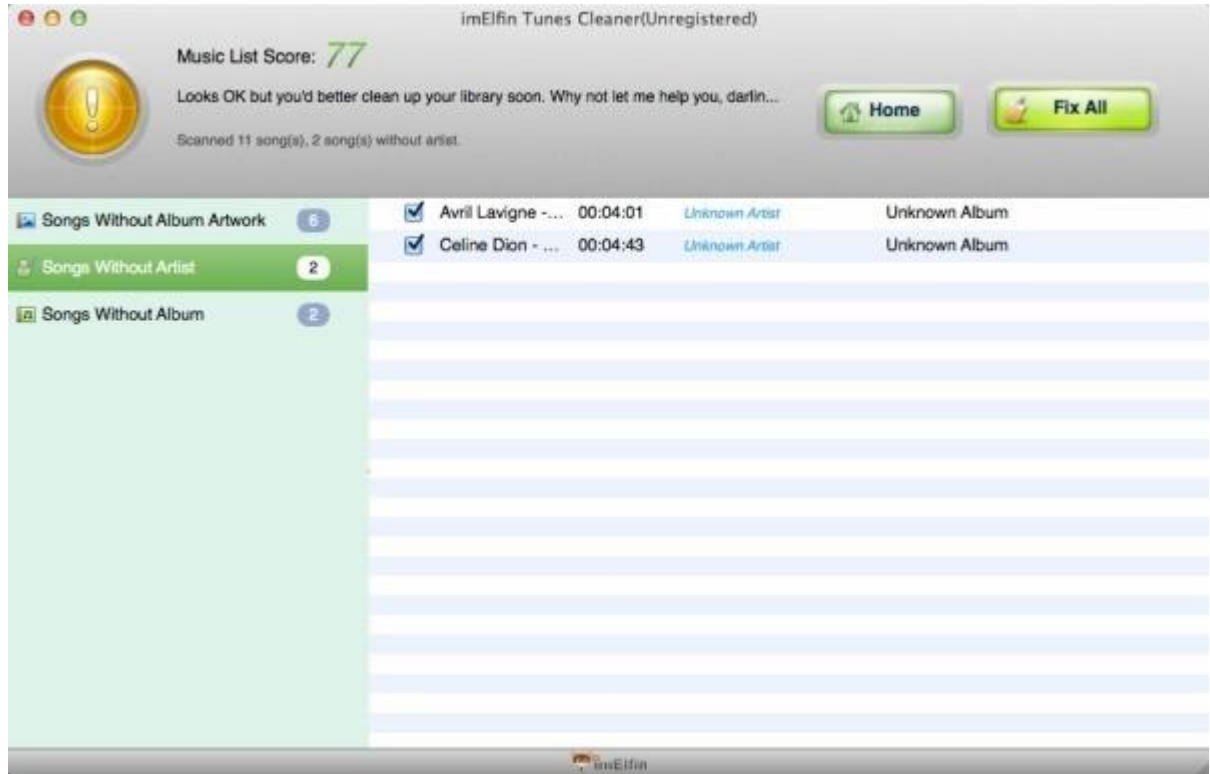 imElfin Tunes Cleaner(Unregistered)
Music List Score: 77
Looks OK but you'd better clean up your library soon. Why not let me help you, darlin...
Scanned 11 song(s), 2 song(s) without artist.
Home
Fix All
Songs Without Album Artwork 6
Songs Without Artist 2
Songs Without Album 2
Avril Lavigne -... 00:04:01 Unknown Artist Unknown Album
Celine Dion - ... 00:04:43 Unknown Artist Unknown Album
imElfin